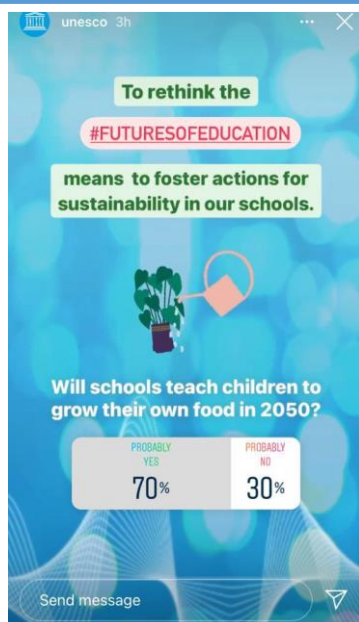 unesco 3h
To rethink the
#FUTURESOFEDUCATION
means to foster actions for
sustainability in our schools.
Will schools teach children to
grow their own food in 2050?
PROBABLY PROBABLY
YES NO
70% 30%
Send message